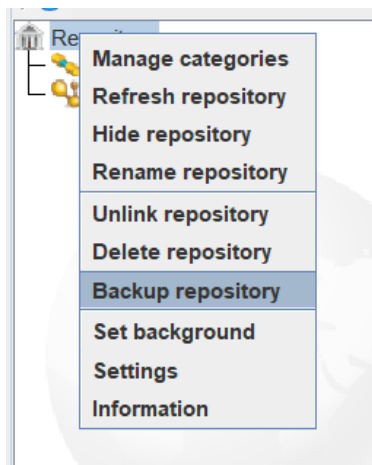 Manage categories
Refresh repository
Hide repository
Rename repository
Unlink repository
Delete repository
Backup repository
Set background
Settings
Information